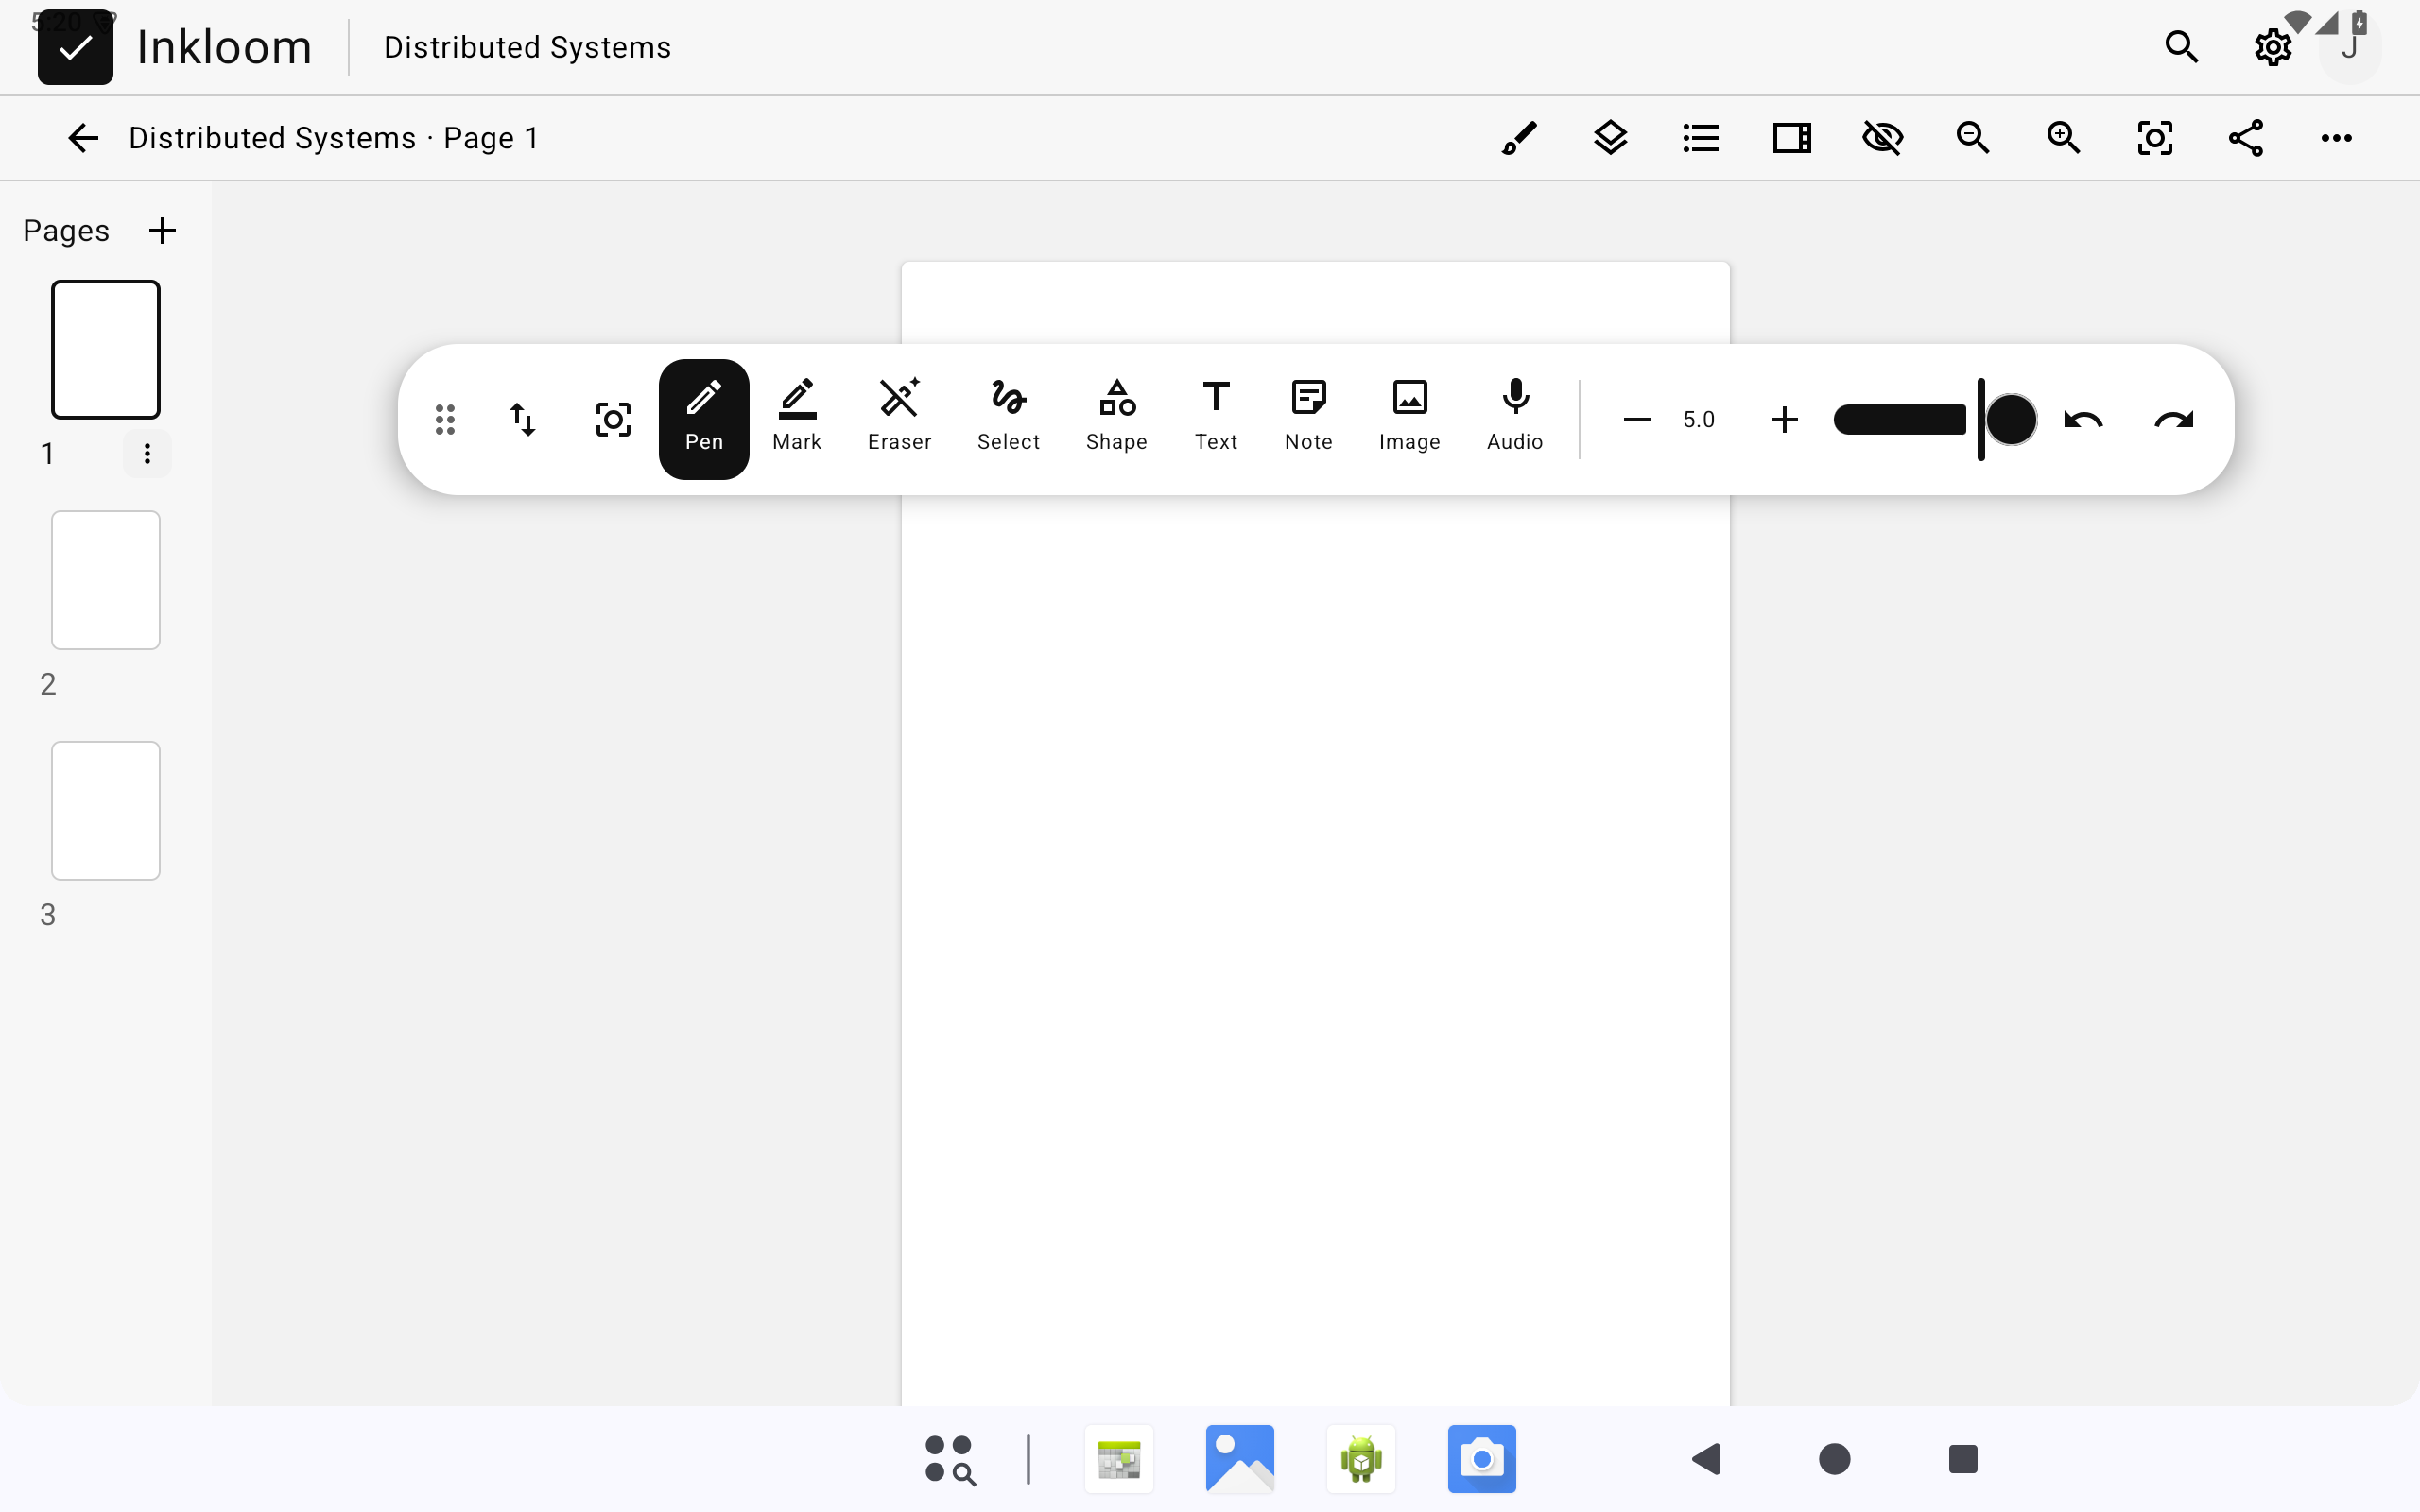 5:20
Inkloom
Distributed Systems
J
Distributed Systems · Page 1
Pages
1
2
3
Pen
Mark
Eraser
Select
Shape
Text
Note
Image
Audio
5.0